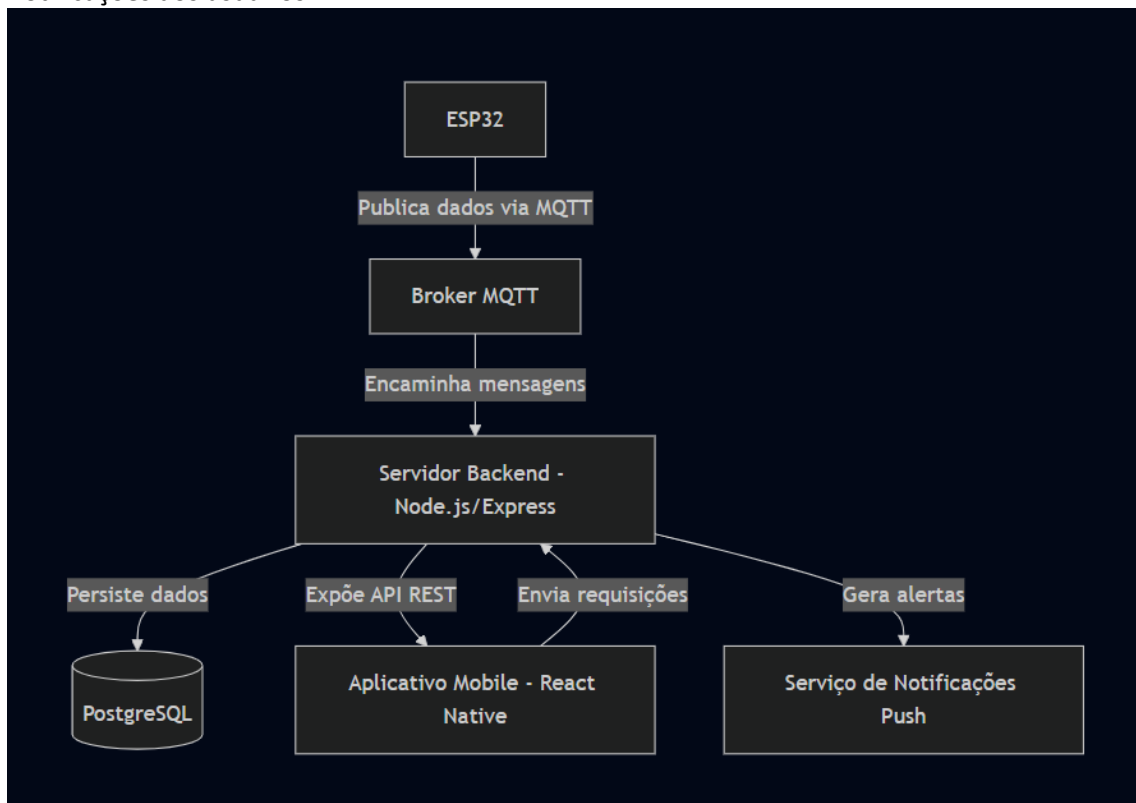 ESP32
Publica dados via MQTT
Broker MQTT
Encaminha mensagens
Servidor Backend -
Node.js/Express
Persiste dados
Expõe API REST
Envia requisições
Gera alertas
PostgreSQL
Aplicativo Mobile - React
Native
Serviço de Notificações
Push